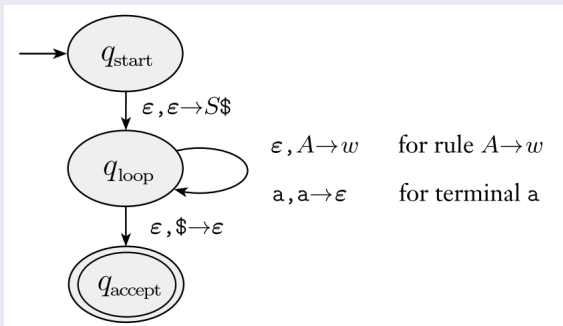 q_start
ε,ε→S$
q_loop
ε,A→w for rule A→w
a,a→ε for terminal a
ε,$→ε
q_accept